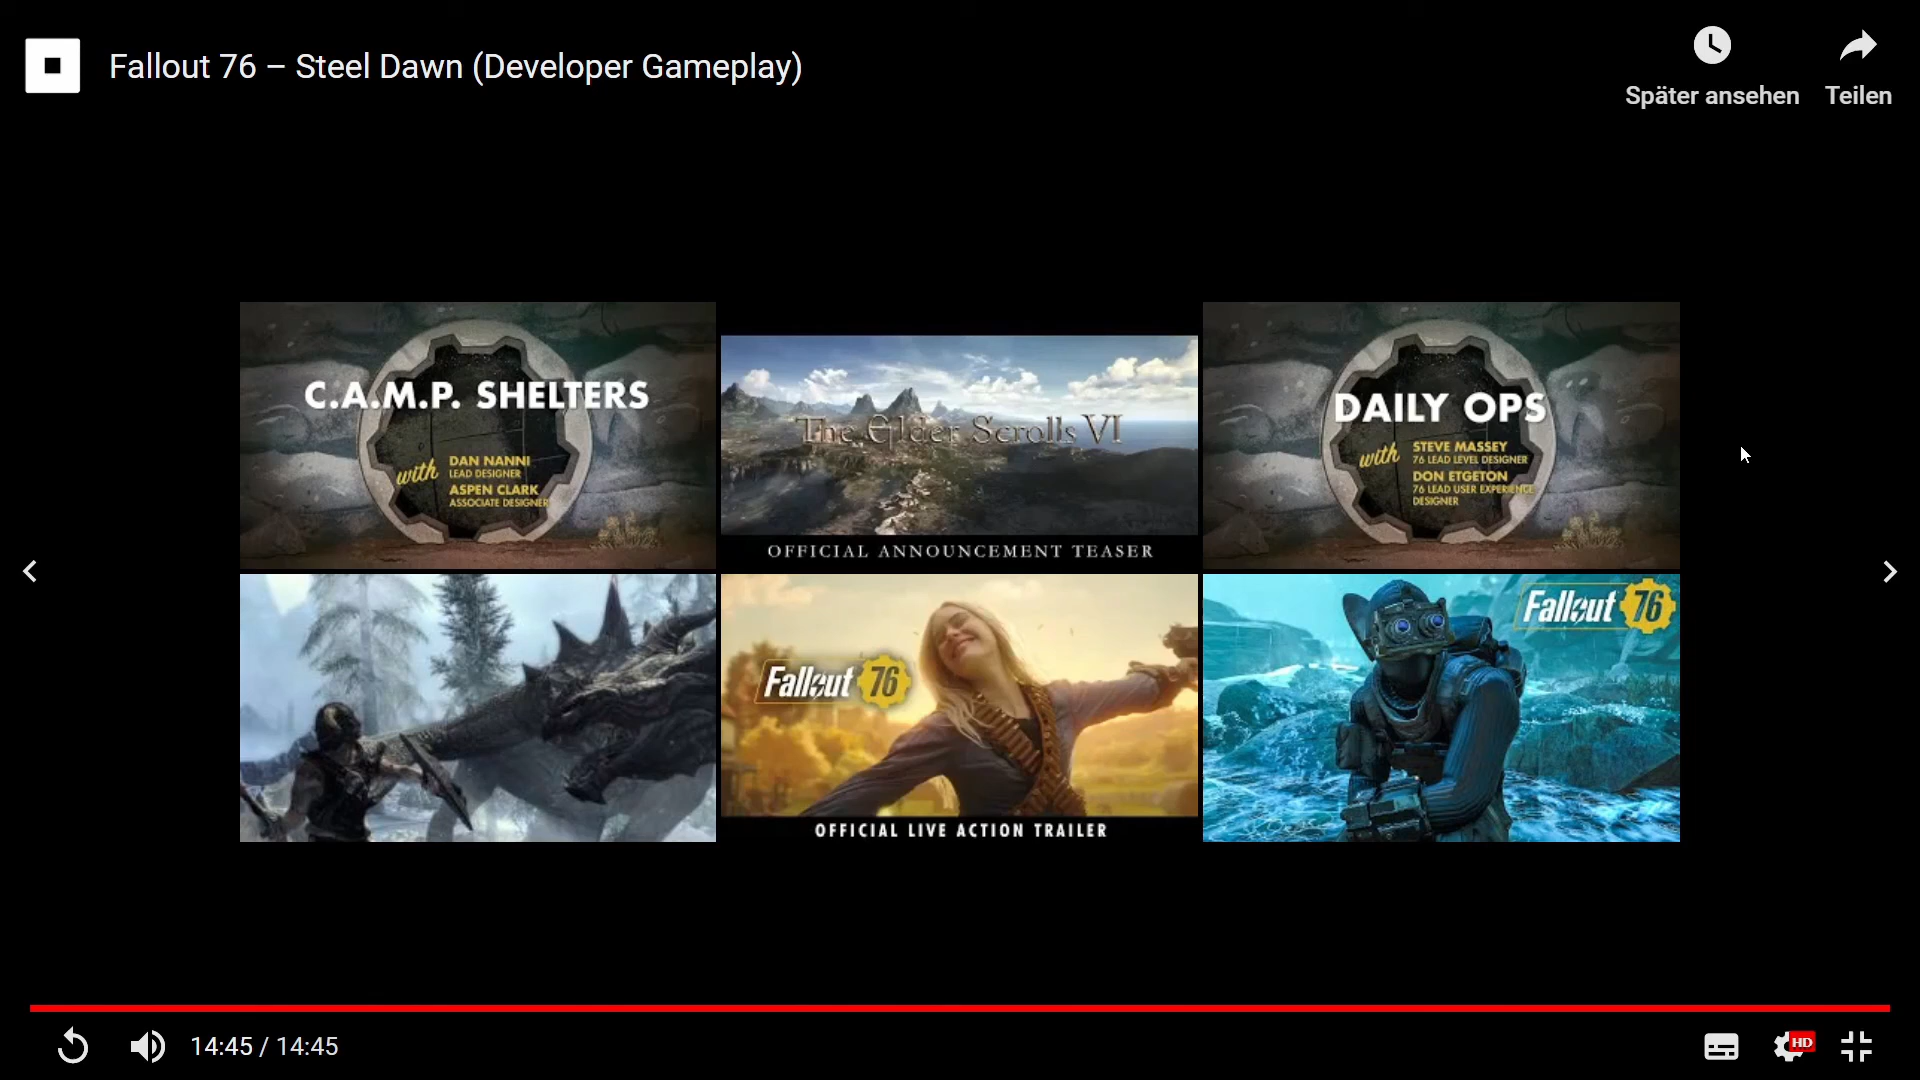 Fallout 76 – Steel Dawn (Developer Gameplay)
Später ansehen
Teilen
C.A.M.P. SHELTERS
with
DAN NANNI
LEAD DESIGNER
ASPEN CLARK
ASSOCIATE DESIGNER
The Elder Scrolls VI
OFFICIAL ANNOUNCEMENT TEASER
DAILY OPS
with
STEVE MASSEY
76 LEAD LEVEL DESIGNER
DON ETGETON
76 LEAD USER EXPERIENCE
DESIGNER
Fallout 76
OFFICIAL LIVE ACTION TRAILER
Fallout 76
14:45 / 14:45
HD